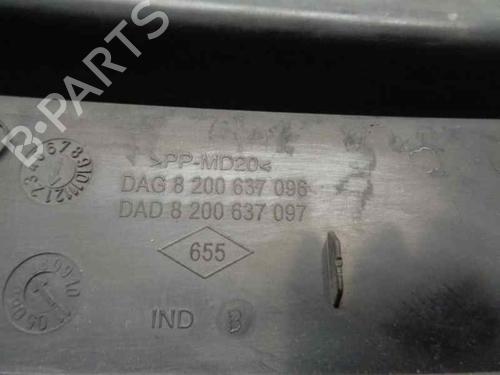 B-PARTS
>PP-MD20<
DAG 8 200 637 096
DAD 8 200 637 097
655
IND B